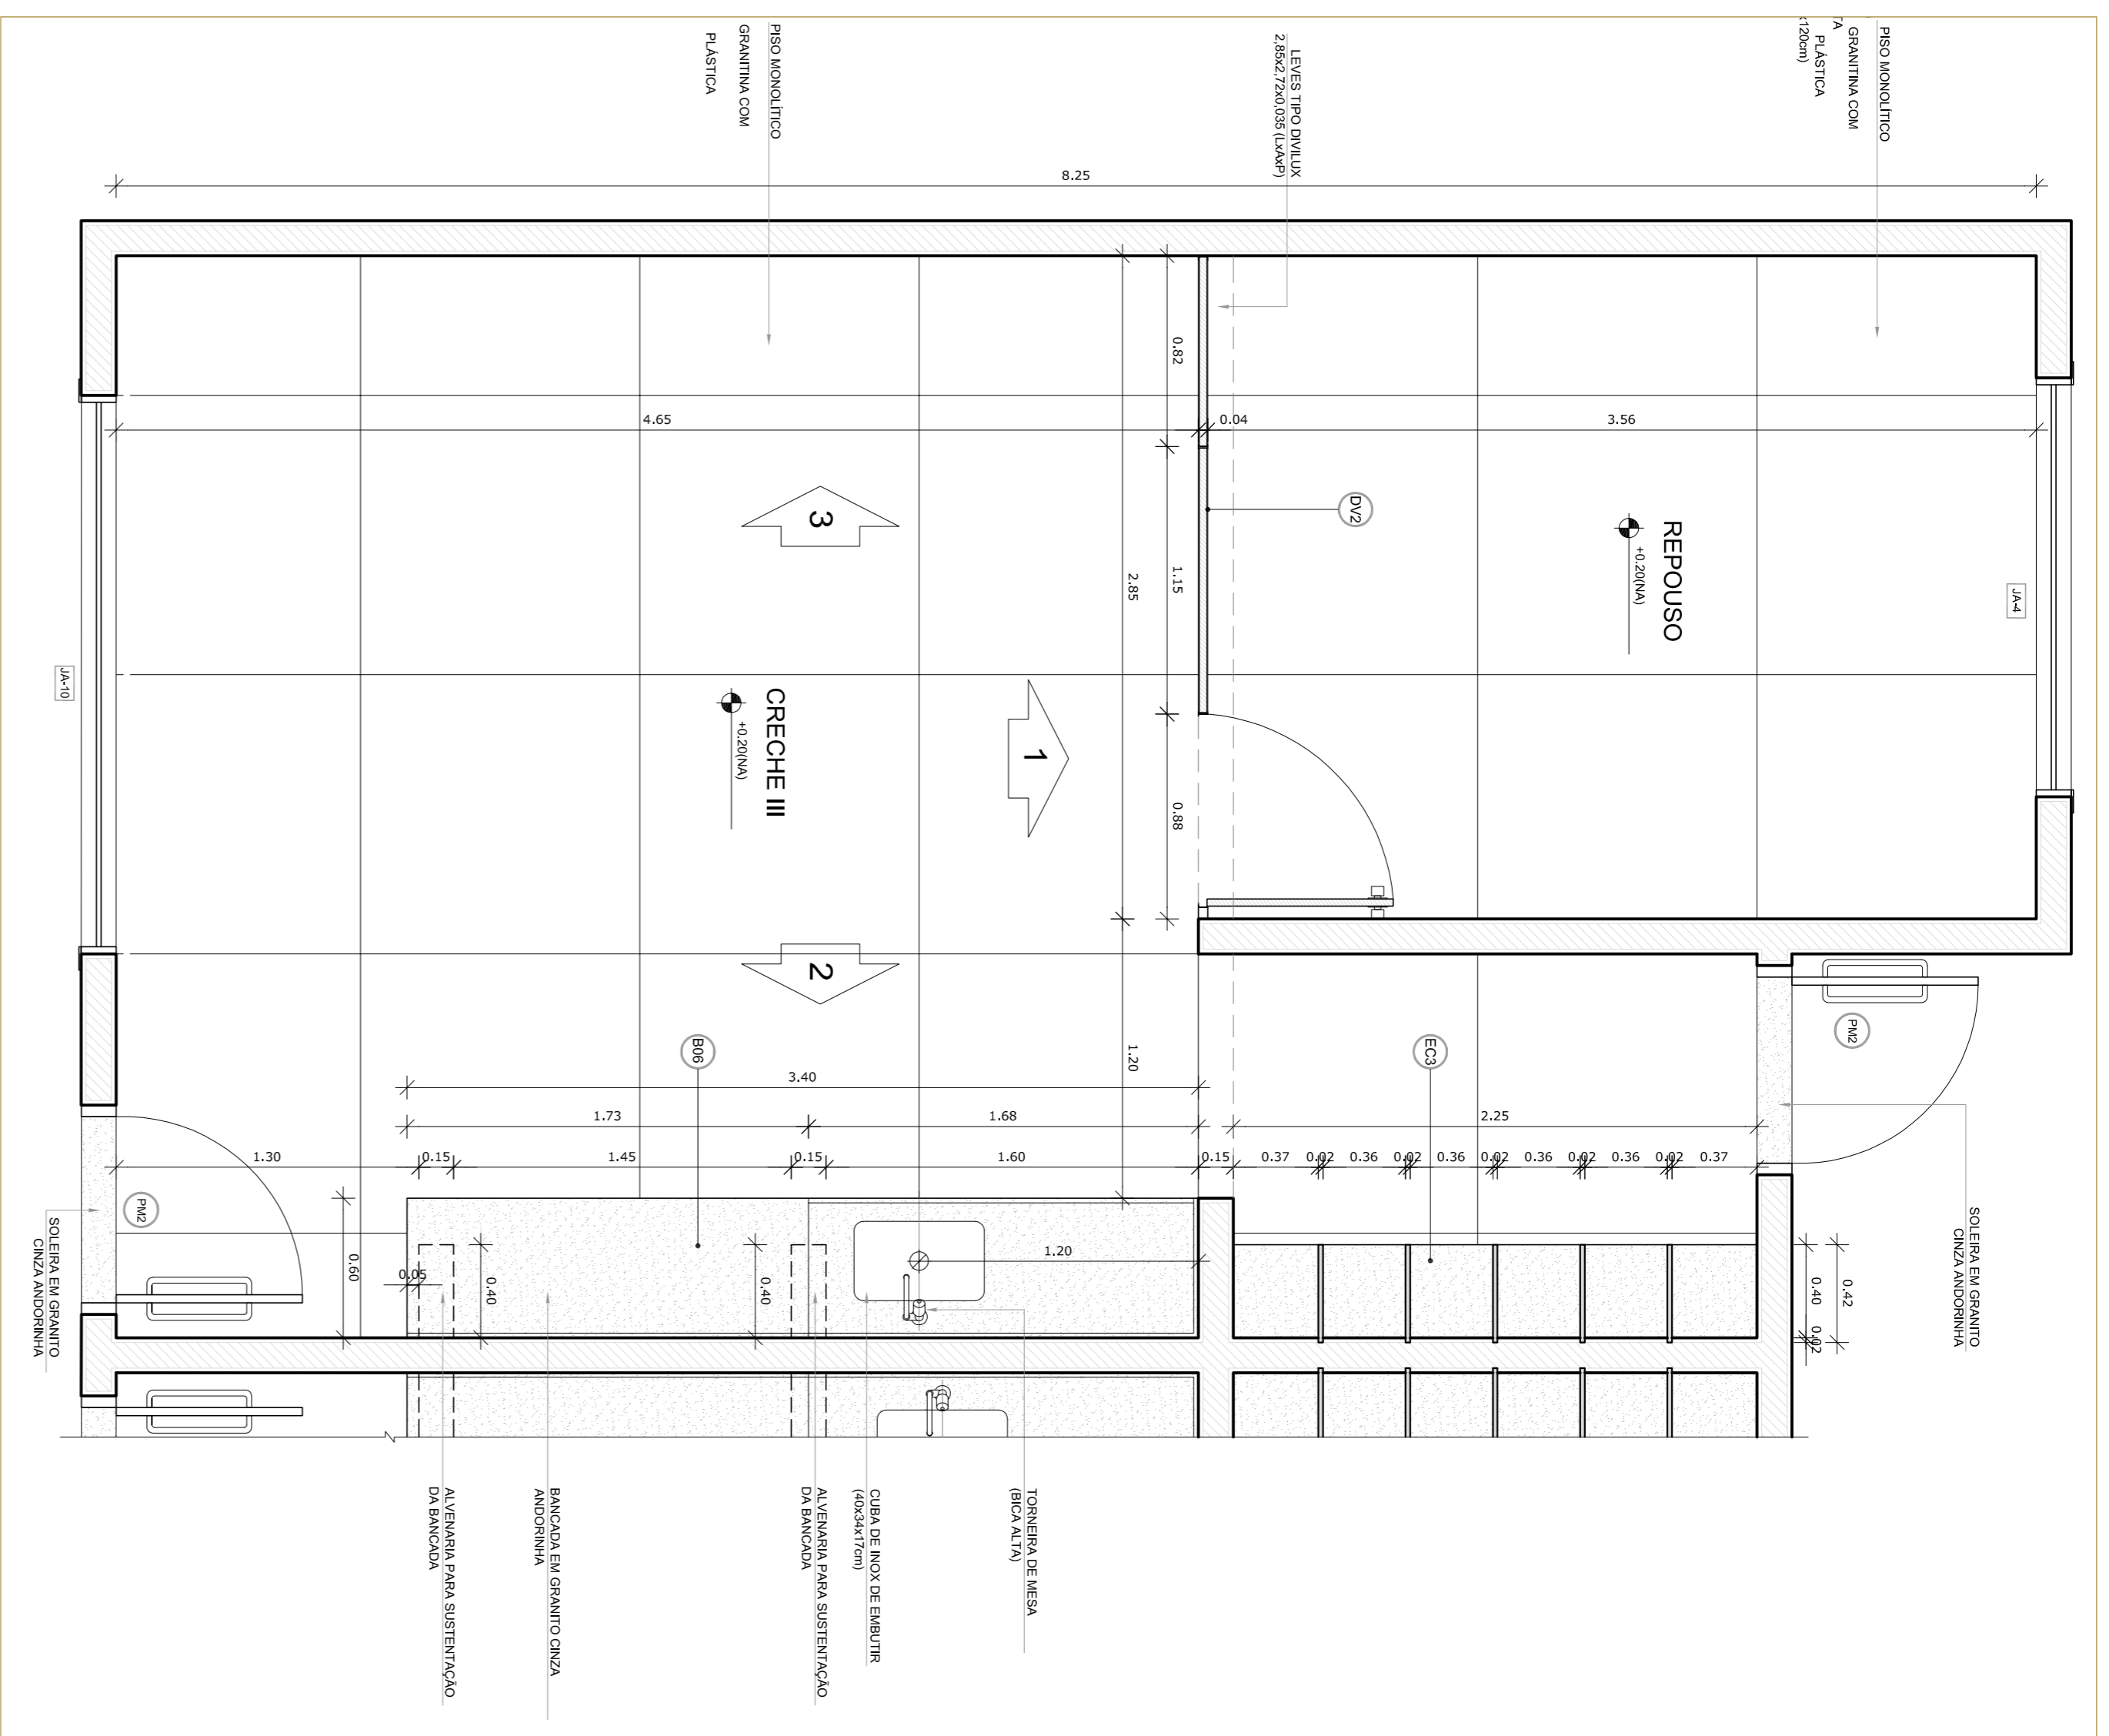 PISO MONOLÍTICO
GRANITINA COM
PLÁSTICA
LEVES TIPO DIVILUX
2,85x2,72x0,035 (LxAxP)
PISO MONOLÍTICO
GRANITINA COM
TA
PLÁSTICA
x120cm)
8.25
0.82
4.65
0.04
3.56
3
DV2
REPOUSO
+0.20(NA)
JA-4
1.15
2.85
JA-10
CRECHE III
+0.20(NA)
1
0.88
2
PM2
B06
EC3
1.20
3.40
1.73
1.68
2.25
1.30
0.15
1.45
0.15
1.60
0.15
0.37
0.02
0.36
0.02
0.36
0.02
0.36
0.02
0.36
0.02
0.37
PM2
SOLEIRA EM GRANITO
CINZA ANDORINHA
0.60
0.05
0.40
0.40
1.20
0.40
0.42
0.02
SOLEIRA EM GRANITO
CINZA ANDORINHA
ALVENARIA PARA SUSTENTAÇÃO
DA BANCADA
BANCADA EM GRANITO CINZA
ANDORINHA
ALVENARIA PARA SUSTENTAÇÃO
DA BANCADA
CUBA DE INOX DE EMBUTIR
(40x34x17cm)
TORNEIRA DE MESA
(BICA ALTA)